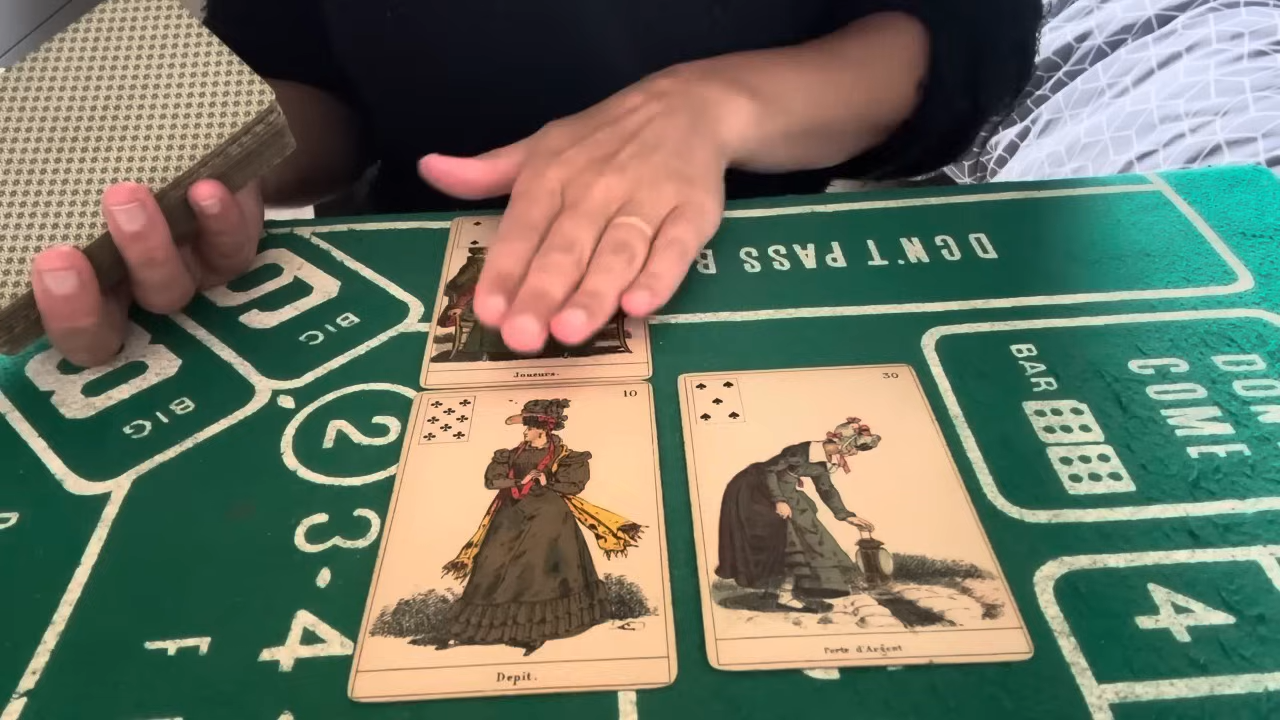 DON'T PASS B
6
BIG
8
BIG
2
3·4
F
Joueurs.
10
Depit.
30
Perte d'Argent
BAR
DON
COME
4